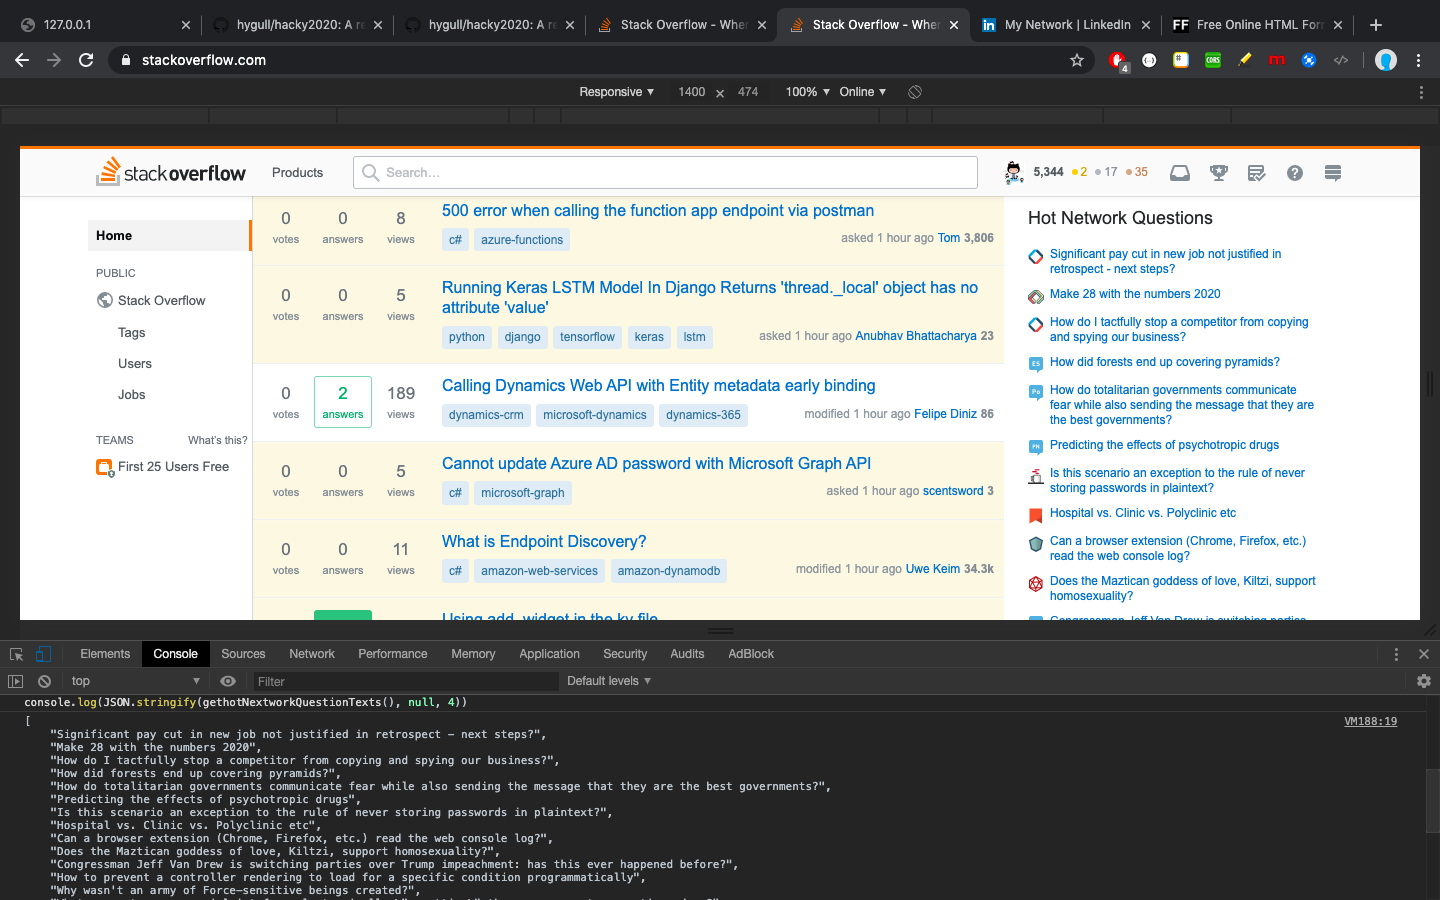 127.0.0.1
hygull/hacky2020: A re
hygull/hacky2020: A re
Stack Overflow - Wher
Stack Overflow - Wher
My Network | LinkedIn
FF Free Online HTML Forr
stackoverflow.com
4
CORS
m
Responsive ▼ 1400 × 474 100% ▼ Online ▼
stackoverflow
Products
Search...
5,344 ●2 ●17 ●35
Home
PUBLIC
Stack Overflow
Tags
Users
Jobs
TEAMS What's this?
First 25 Users Free
0 votes 0 answers 8 views
500 error when calling the function app endpoint via postman
c# azure-functions
asked 1 hour ago Tom 3,806
0 votes 0 answers 5 views
Running Keras LSTM Model In Django Returns 'thread._local' object has no
attribute 'value'
python django tensorflow keras lstm
asked 1 hour ago Anubhav Bhattacharya 23
0 votes 2 answers 189 views
Calling Dynamics Web API with Entity metadata early binding
dynamics-crm microsoft-dynamics dynamics-365
modified 1 hour ago Felipe Diniz 86
0 votes 0 answers 5 views
Cannot update Azure AD password with Microsoft Graph API
c# microsoft-graph
asked 1 hour ago scentsword 3
0 votes 0 answers 11 views
What is Endpoint Discovery?
c# amazon-web-services amazon-dynamodb
modified 1 hour ago Uwe Keim 34.3k
Using add_widget in the kv file
Hot Network Questions
Significant pay cut in new job not justified in
retrospect - next steps?
Make 28 with the numbers 2020
How do I tactfully stop a competitor from copying
and spying our business?
How did forests end up covering pyramids?
How do totalitarian governments communicate
fear while also sending the message that they are
the best governments?
Predicting the effects of psychotropic drugs
Is this scenario an exception to the rule of never
storing passwords in plaintext?
Hospital vs. Clinic vs. Polyclinic etc
Can a browser extension (Chrome, Firefox, etc.)
read the web console log?
Does the Maztican goddess of love, Kiltzi, support
homosexuality?
Congressman Jeff Van Drew is switching parties
Elements Console Sources Network Performance Memory Application Security Audits AdBlock
top ▼ Filter Default levels ▼
console.log(JSON.stringify(gethotNextworkQuestionTexts(), null, 4))
VM188:19
[
"Significant pay cut in new job not justified in retrospect - next steps?",
"Make 28 with the numbers 2020",
"How do I tactfully stop a competitor from copying and spying our business?",
"How did forests end up covering pyramids?",
"How do totalitarian governments communicate fear while also sending the message that they are the best governments?",
"Predicting the effects of psychotropic drugs",
"Is this scenario an exception to the rule of never storing passwords in plaintext?",
"Hospital vs. Clinic vs. Polyclinic etc",
"Can a browser extension (Chrome, Firefox, etc.) read the web console log?",
"Does the Maztican goddess of love, Kiltzi, support homosexuality?",
"Congressman Jeff Van Drew is switching parties over Trump impeachment: has this ever happened before?",
"How to prevent a controller rendering to load for a specific condition programmatically",
"Why wasn't an army of Force-sensitive beings created?",